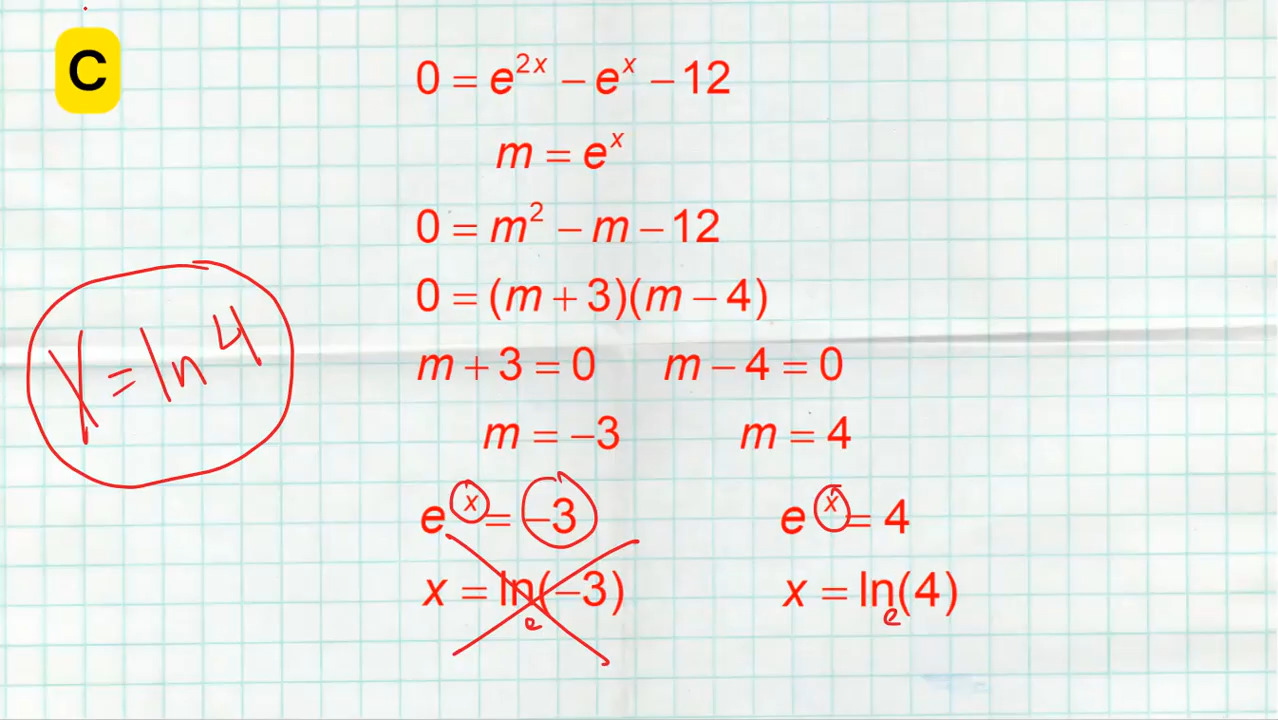 C
0 = e^{2x} − e^x − 12
m = e^x
0 = m² − m − 12
0 = (m + 3)(m − 4)
m + 3 = 0 m − 4 = 0
m = −3 m = 4
x = ln 4
e^x = −3 e^x = 4
x = ln_e(−3) x = ln_e(4)